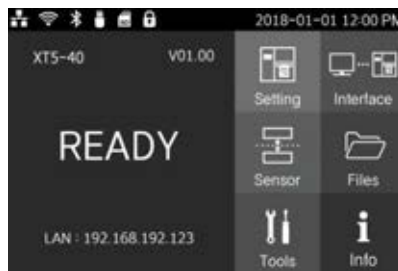 2018-01-01 12:00 PM
XT5-40 V01.00
READY
LAN : 192.168.192.123
Setting Interface
Sensor Files
Tools Info